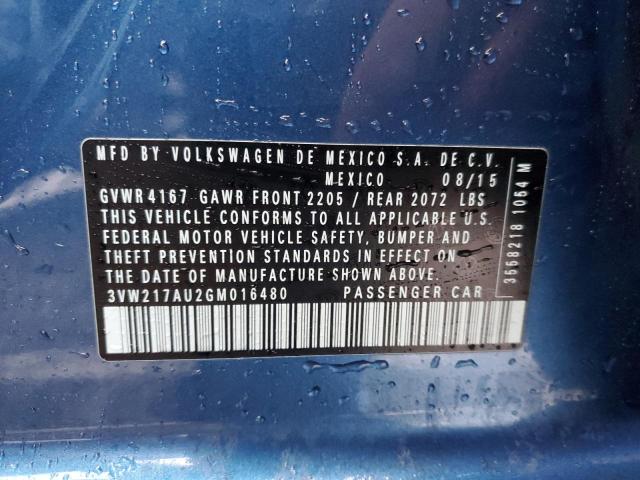 MFD BY VOLKSWAGEN DE MEXICO S.A. DE C.V.
MEXICO 08/15
GVWR 4167 GAWR FRONT 2205 / REAR 2072 LBS
THIS VEHICLE CONFORMS TO ALL APPLICABLE U.S.
FEDERAL MOTOR VEHICLE SAFETY, BUMPER AND
THEFT PREVENTION STANDARDS IN EFFECT ON
THE DATE OF MANUFACTURE SHOWN ABOVE.
3VW217AU2GM016480 PASSENGER CAR
3568218 1064 M